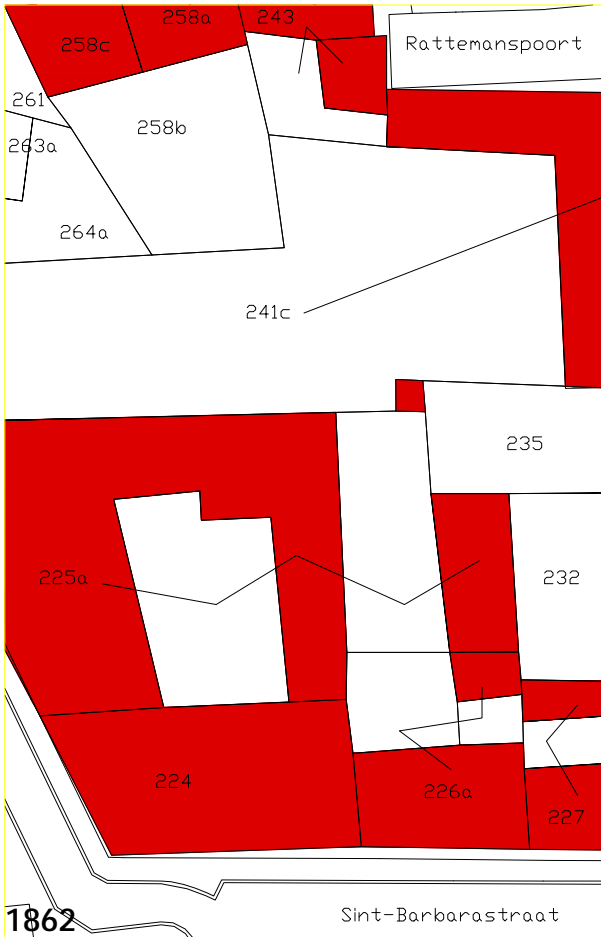 258a
243
258c
Rattemanspoort
261
258b
263a
264a
241c
235
225a
232
224
226a
227
Sint-Barbarastraat
1862